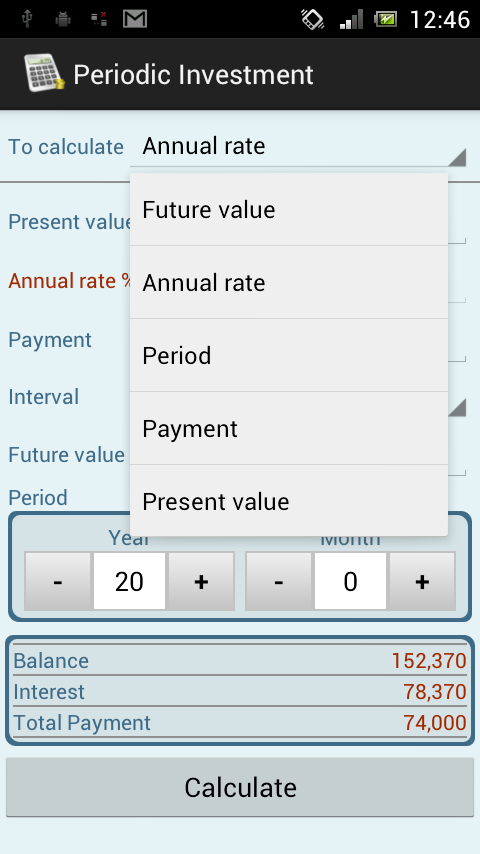 12:46
Periodic Investment
To calculate Annual rate
Future value
Present value
Annual rate
Annual rate %
Period
Payment
Interval
Payment
Future value
Present value
Period
Year Month
- 20 + - 0 +
Balance 152,370
Interest 78,370
Total Payment 74,000
Calculate